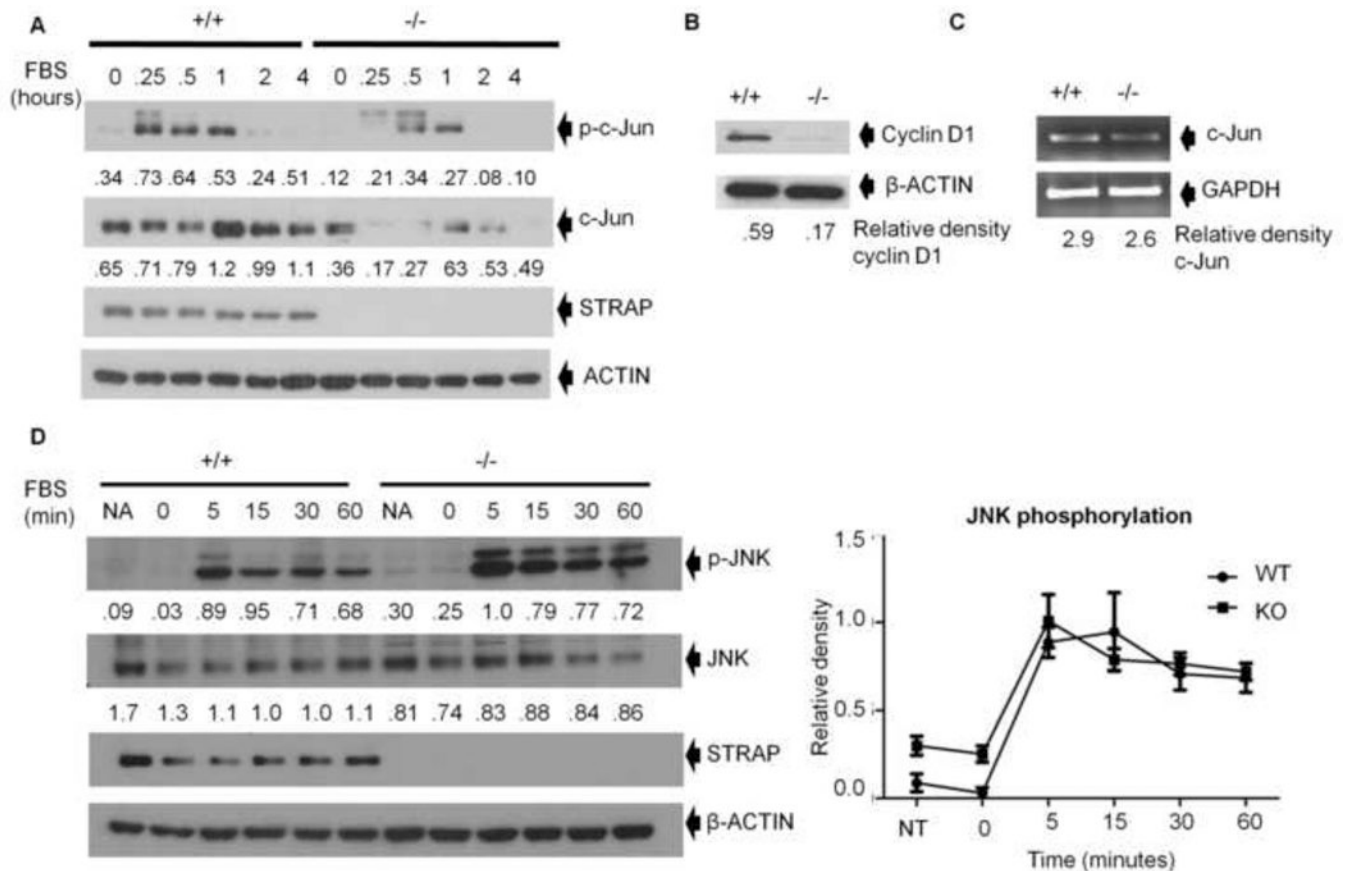 A
+/+ -/-
FBS (hours)
0 .25 .5 1 2 4 0 .25 .5 1 2 4
p-c-Jun
.34 .73 .64 .53 .24 .51 .12 .21 .34 .27 .08 .10
c-Jun
.65 .71 .79 1.2 .99 1.1 .36 .17 .27 63 .53 .49
STRAP
ACTIN
B
+/+ -/-
Cyclin D1
β-ACTIN
.59 .17 Relative density
cyclin D1
C
+/+ -/-
c-Jun
GAPDH
2.9 2.6 Relative density
c-Jun
D
+/+ -/-
FBS
(min)
NA 0 5 15 30 60 NA 0 5 15 30 60
p-JNK
.09 .03 .89 .95 .71 .68 .30 .25 1.0 .79 .77 .72
JNK
1.7 1.3 1.1 1.0 1.0 1.1 .81 .74 .83 .88 .84 .86
STRAP
β-ACTIN
JNK phosphorylation
1.5
1.0
0.5
0.0
Relative density
WT
KO
NT 0 5 15 30 60
Time (minutes)